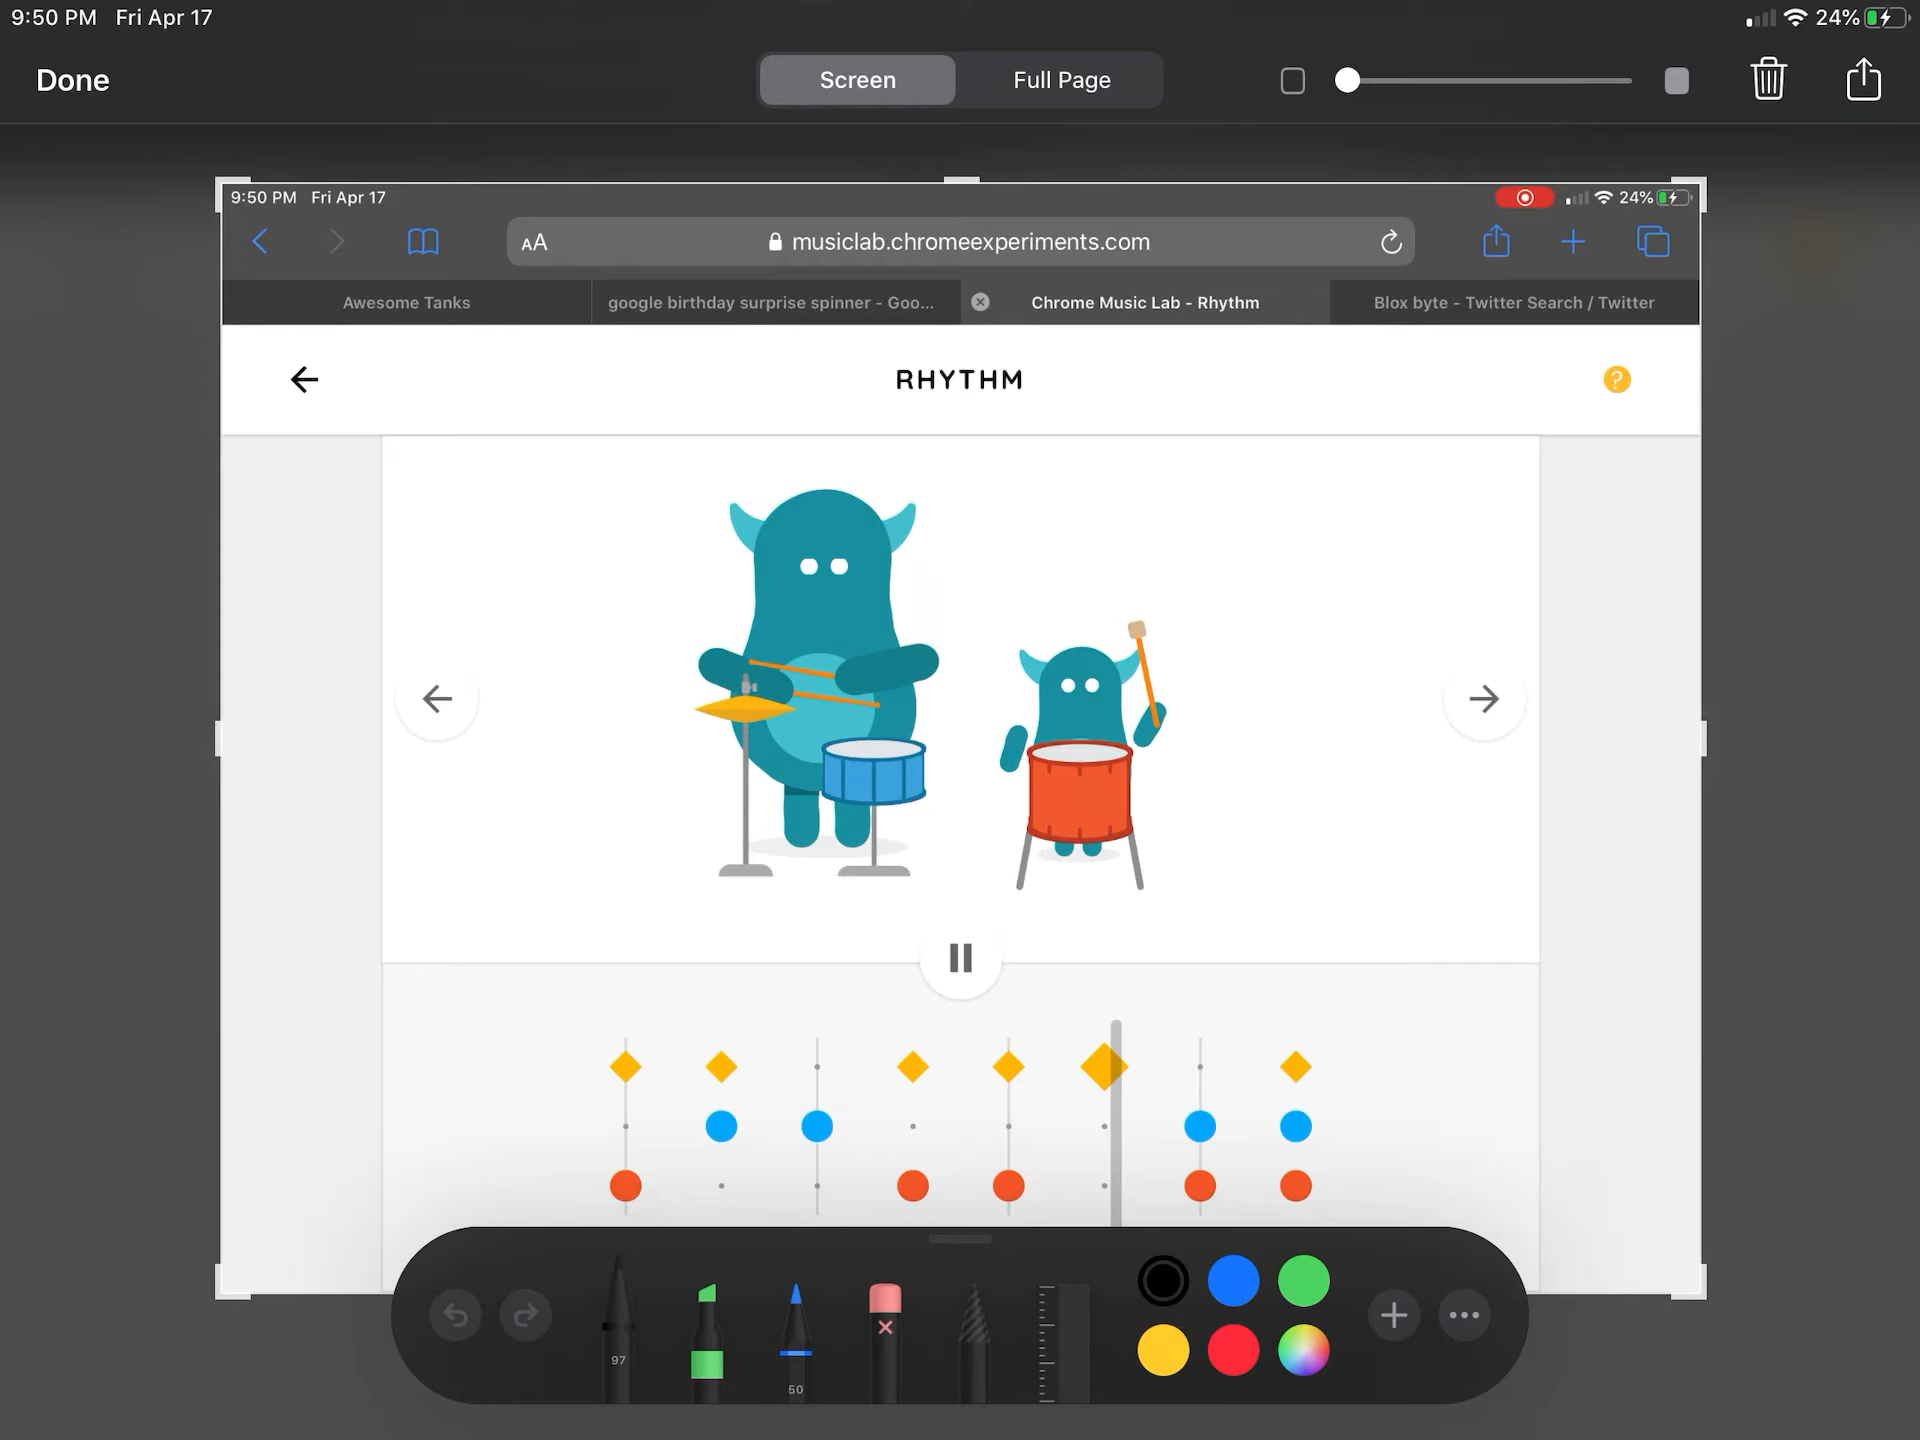 9:50 PM Fri Apr 17
24%
Done
Screen
Full Page
9:50 PM Fri Apr 17
24%
AA
musiclab.chromeexperiments.com
Awesome Tanks
google birthday surprise spinner - Goo...
Chrome Music Lab - Rhythm
Blox byte - Twitter Search / Twitter
RHYTHM
?
97
50